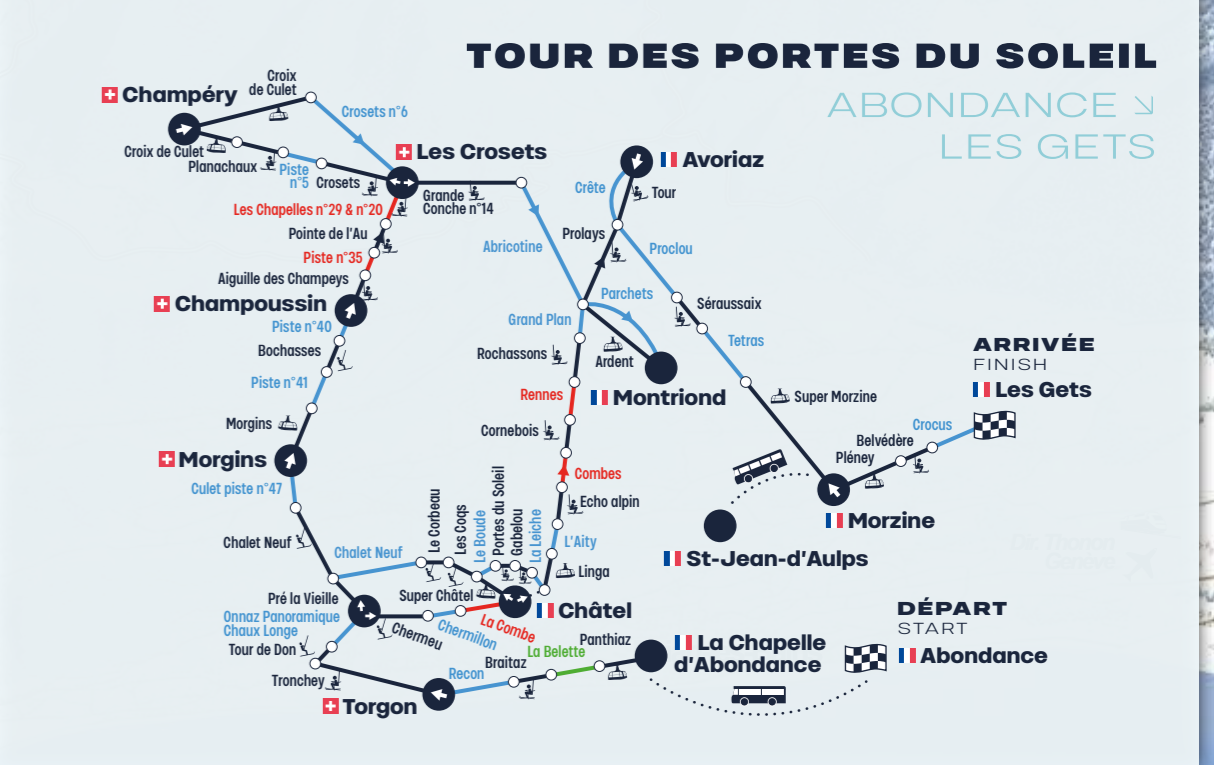 TOUR DES PORTES DU SOLEIL
ABONDANCE
LES GETS
Croix
de Culet
Champéry
Crosets n°6
Croix de Culet
Planachaux
Piste
n°5
Crosets
Les Crosets
Grande
Conche n°14
Les Chapelles n°29 & n°20
Pointe de l'Au
Piste n°35
Aiguille des Champeys
Champoussin
Piste n°40
Bochasses
Piste n°41
Morgins
Morgins
Culet piste n°47
Chalet Neuf
Chalet Neuf
Le Corbeau
Les Coqs
Le Boude
Portes du Soleil
Gabelou
La Leiche
Avoriaz
Crête
Tour
Prolays
Proclou
Abricotine
Parchets
Séraussaix
Grand Plan
Tetras
Rochassons
Ardent
Montriond
Rennes
Super Morzine
Cornebois
Combes
Echo alpin
L'Aity
Linga
ARRIVÉE
FINISH
Les Gets
Crocus
Belvédère
Pléney
Morzine
St-Jean-d'Aulps
Super Châtel
Châtel
Pré la Vieille
Onnaz Panoramique
Chaux Longe
Tour de Don
Tronchey
Chermeu
Chermillon
La Combe
La Belette
Panthiaz
Braitaz
Recon
Torgon
La Chapelle
d'Abondance
DÉPART
START
Abondance